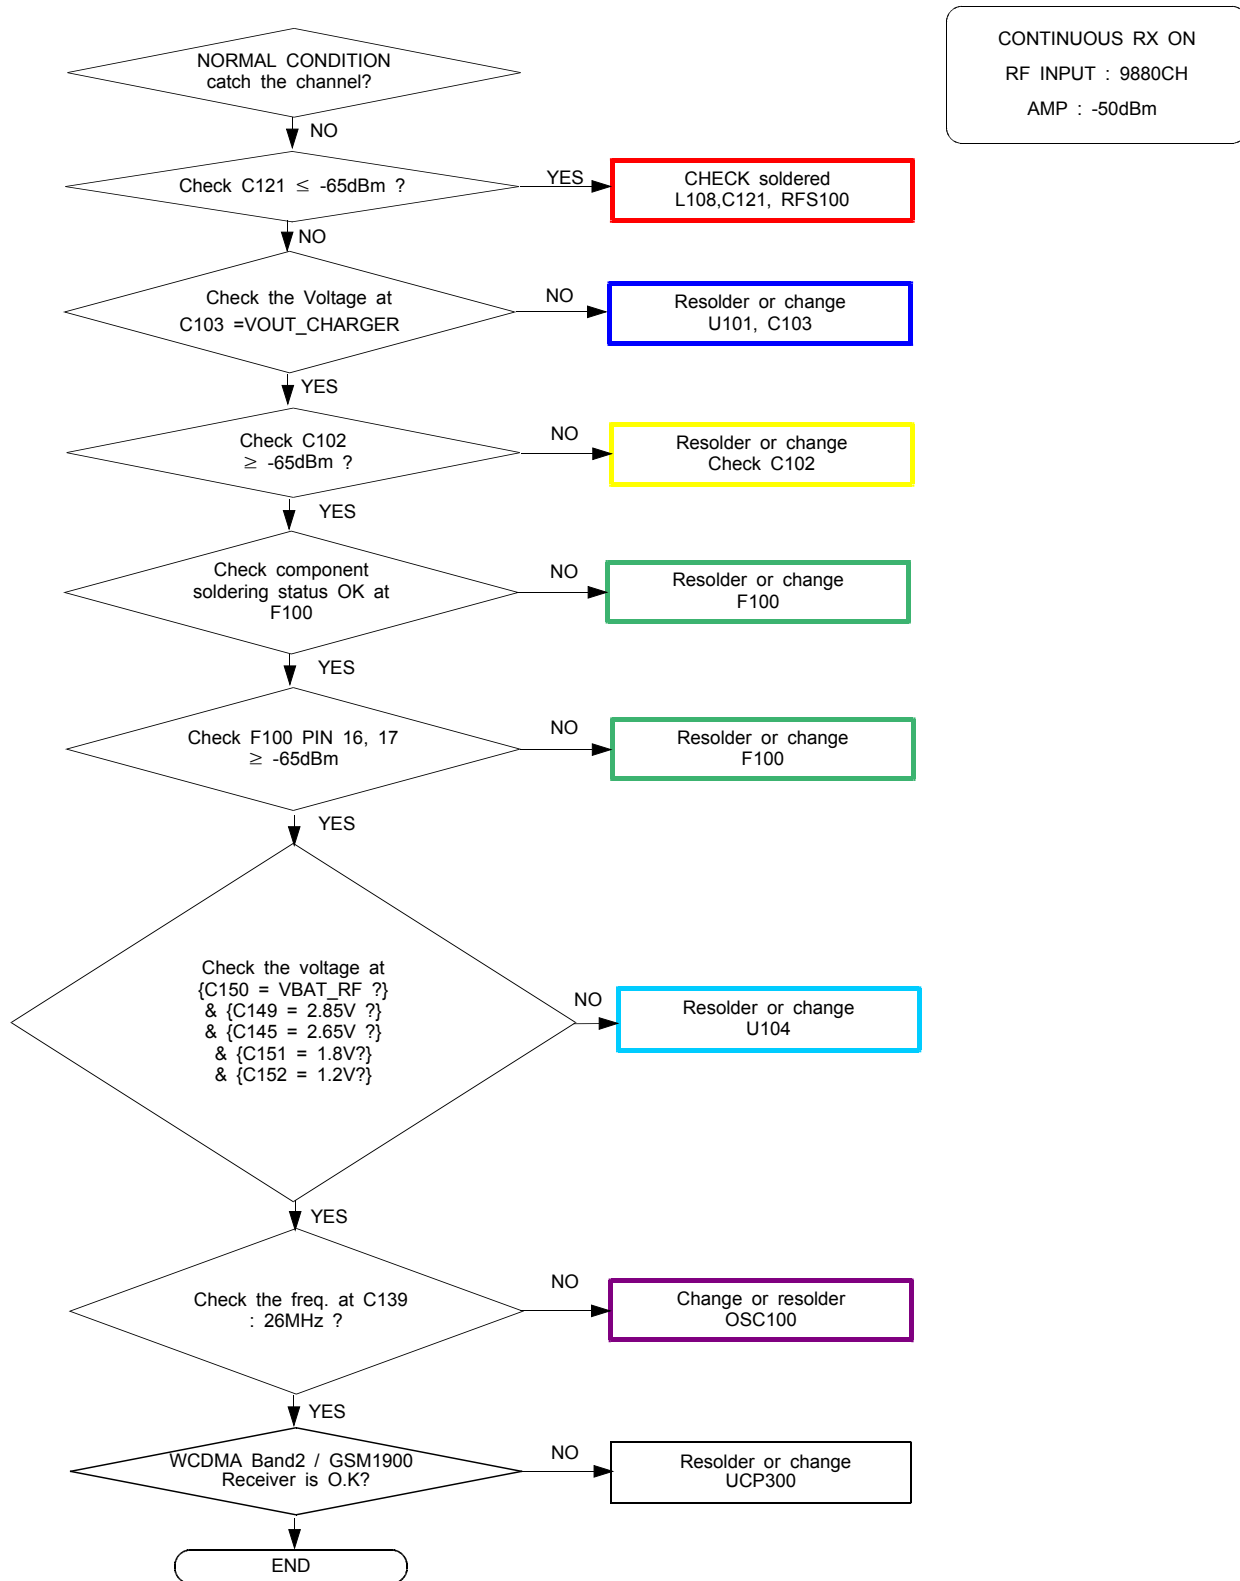 CONTINUOUS RX ON
RF INPUT : 9880CH
AMP : -50dBm
NORMAL CONDITION
catch the channel?
NO
Check C121 ≤ -65dBm ?
YES
CHECK soldered
L108,C121, RFS100
NO
Check the Voltage at
C103 =VOUT_CHARGER
NO
Resolder or change
U101, C103
YES
Check C102
≥ -65dBm ?
NO
Resolder or change
Check C102
YES
Check component
soldering status OK at
F100
NO
Resolder or change
F100
YES
Check F100 PIN 16, 17
≥ -65dBm
NO
Resolder or change
F100
YES
Check the voltage at
{C150 = VBAT_RF ?}
& {C149 = 2.85V ?}
& {C145 = 2.65V ?}
& {C151 = 1.8V?}
& {C152 = 1.2V?}
NO
Resolder or change
U104
YES
Check the freq. at C139
: 26MHz ?
NO
Change or resolder
OSC100
YES
WCDMA Band2 / GSM1900
Receiver is O.K?
NO
Resolder or change
UCP300
END